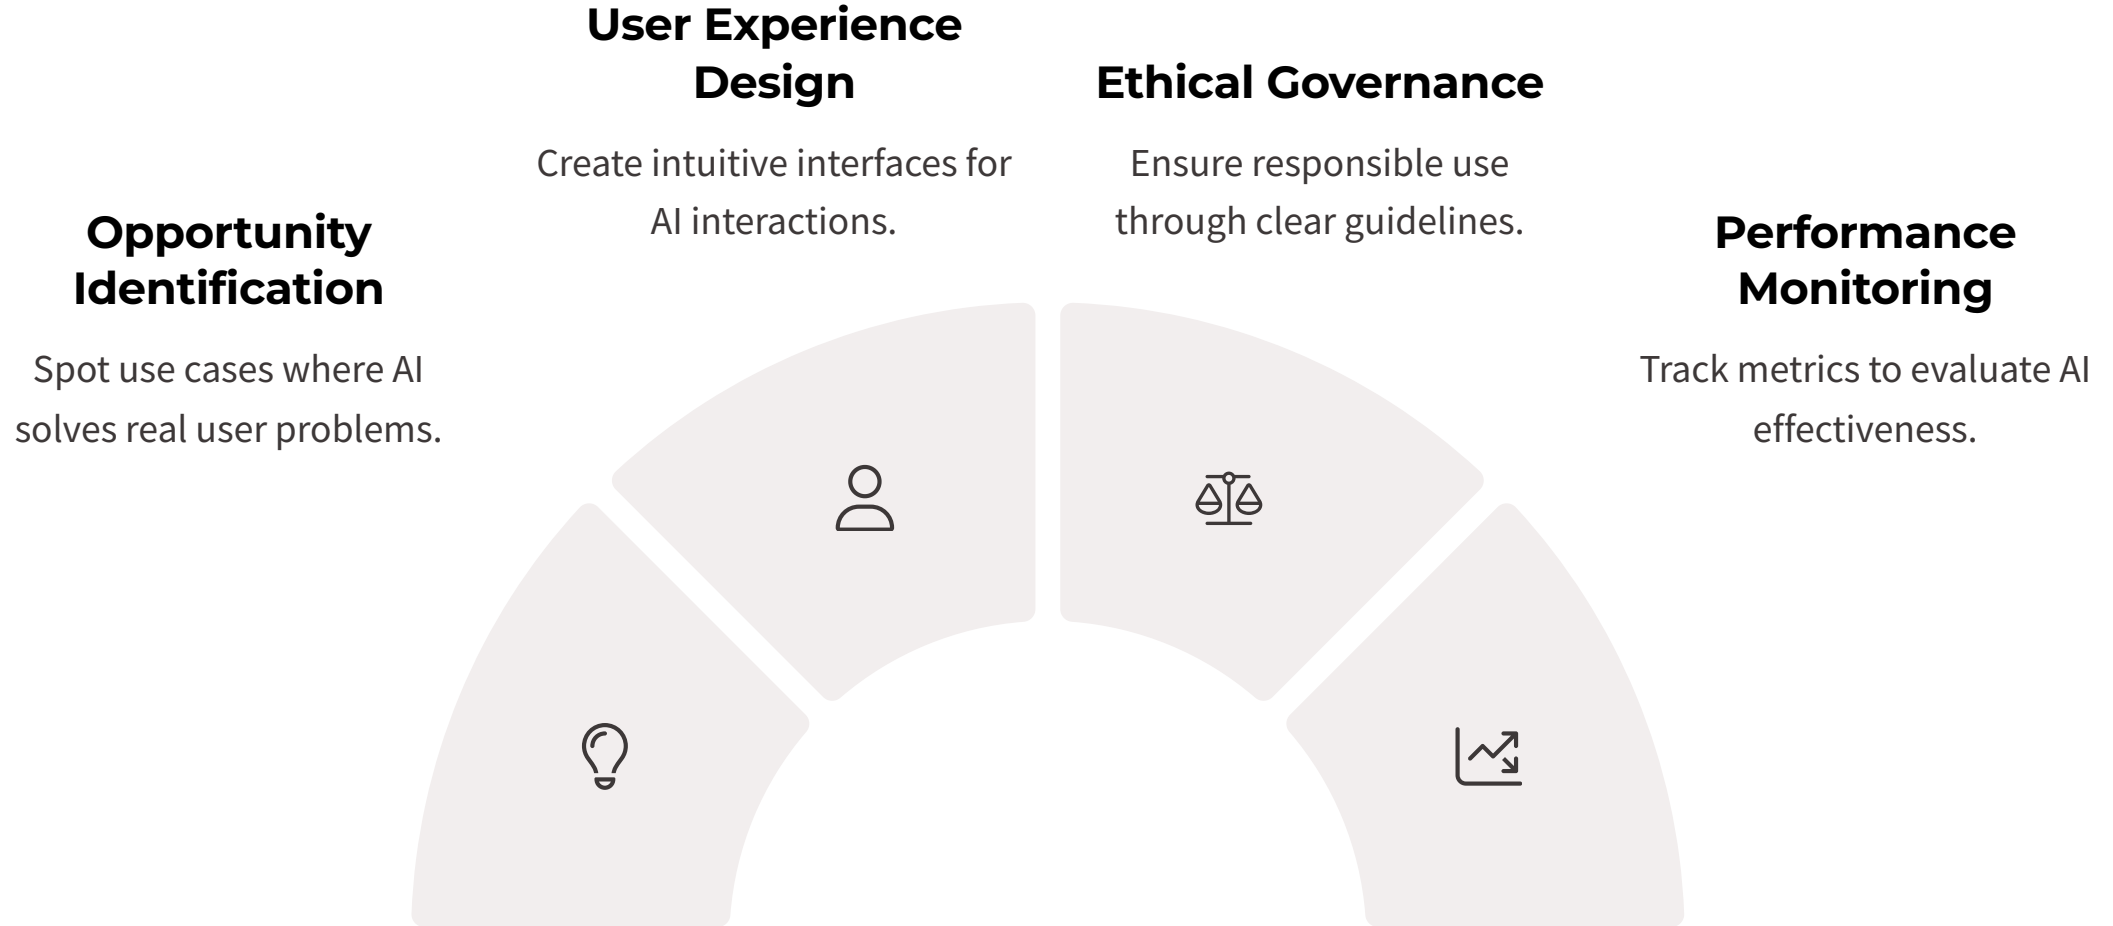 Opportunity
Identification
Spot use cases where AI
solves real user problems.
User Experience
Design
Create intuitive interfaces for
AI interactions.
Ethical Governance
Ensure responsible use
through clear guidelines.
Performance
Monitoring
Track metrics to evaluate AI
effectiveness.